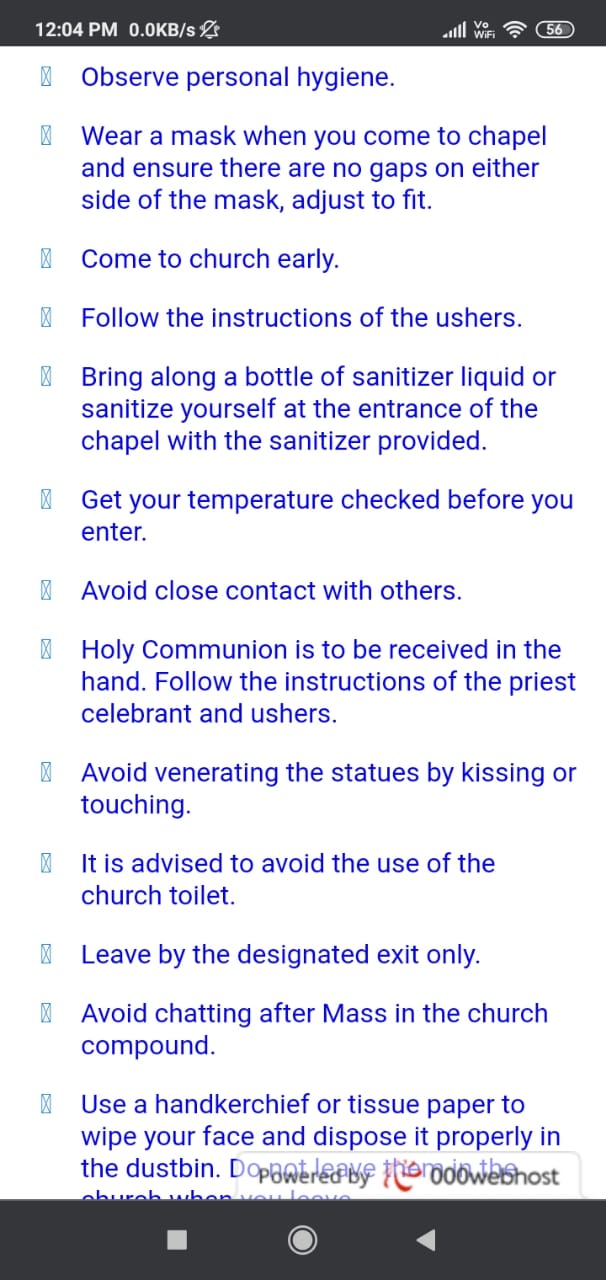 12:04 PM 0.0KB/s
Vo WiFi 56
Observe personal hygiene.
Wear a mask when you come to chapel
and ensure there are no gaps on either
side of the mask, adjust to fit.
Come to church early.
Follow the instructions of the ushers.
Bring along a bottle of sanitizer liquid or
sanitize yourself at the entrance of the
chapel with the sanitizer provided.
Get your temperature checked before you
enter.
Avoid close contact with others.
Holy Communion is to be received in the
hand. Follow the instructions of the priest
celebrant and ushers.
Avoid venerating the statues by kissing or
touching.
It is advised to avoid the use of the
church toilet.
Leave by the designated exit only.
Avoid chatting after Mass in the church
compound.
Use a handkerchief or tissue paper to
wipe your face and dispose it properly in
the dustbin. Do not leave them in the
church when you leave
Powered by 000webhost